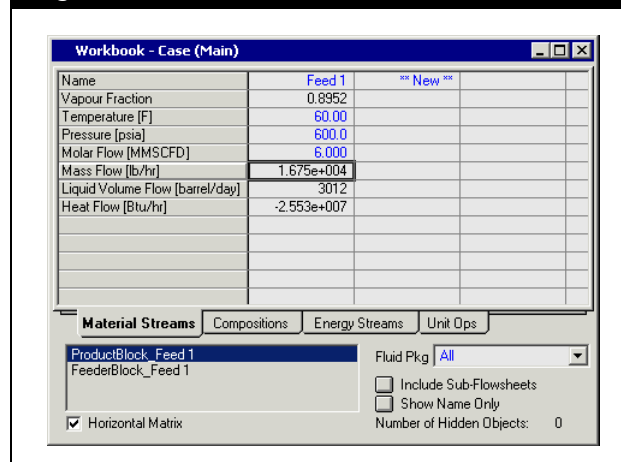 Workbook - Case (Main)
Name Feed 1 ** New **
Vapour Fraction 0.8952
Temperature [F] 60.00
Pressure [psia] 600.0
Molar Flow [MMSCFD] 6.000
Mass Flow [lb/hr] 1.675e+004
Liquid Volume Flow [barrel/day] 3012
Heat Flow [Btu/hr] -2.553e+007
Material Streams Compositions Energy Streams Unit Ops
ProductBlock_Feed 1
FeederBlock_Feed 1
Fluid Pkg All
Include Sub-Flowsheets
Show Name Only
Horizontal Matrix
Number of Hidden Objects: 0